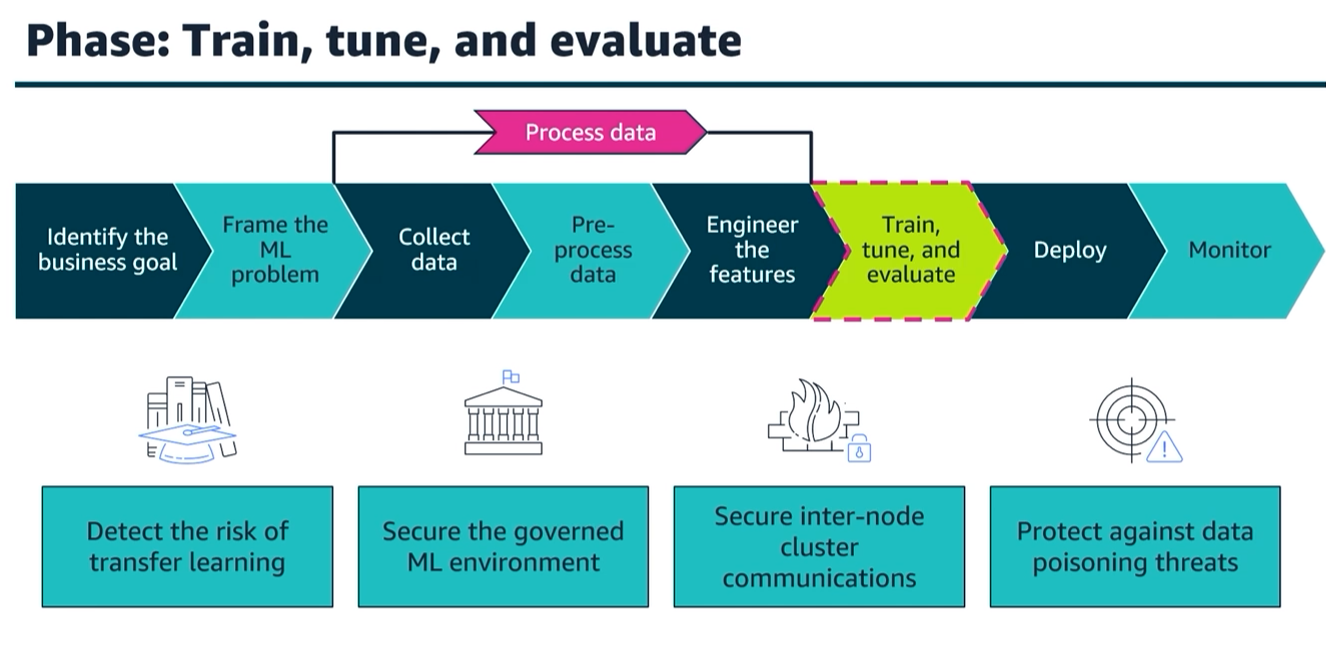 Phase: Train, tune, and evaluate
Process data
Identify the
business goal
Frame the
ML
problem
Collect
data
Pre-
process
data
Engineer
the
features
Train,
tune, and
evaluate
Deploy
Monitor
Detect the risk of
transfer learning
Secure the governed
ML environment
Secure inter-node
cluster
communications
Protect against data
poisoning threats